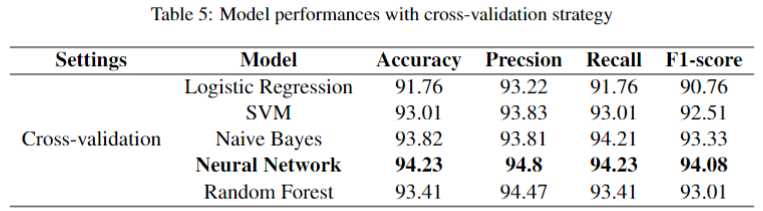 Table 5: Model performances with cross-validation strategy
Settings Model Accuracy Precsion Recall F1-score
Logistic Regression 91.76 93.22 91.76 90.76
SVM 93.01 93.83 93.01 92.51
Cross-validation Naive Bayes 93.82 93.81 94.21 93.33
Neural Network 94.23 94.8 94.23 94.08
Random Forest 93.41 94.47 93.41 93.01